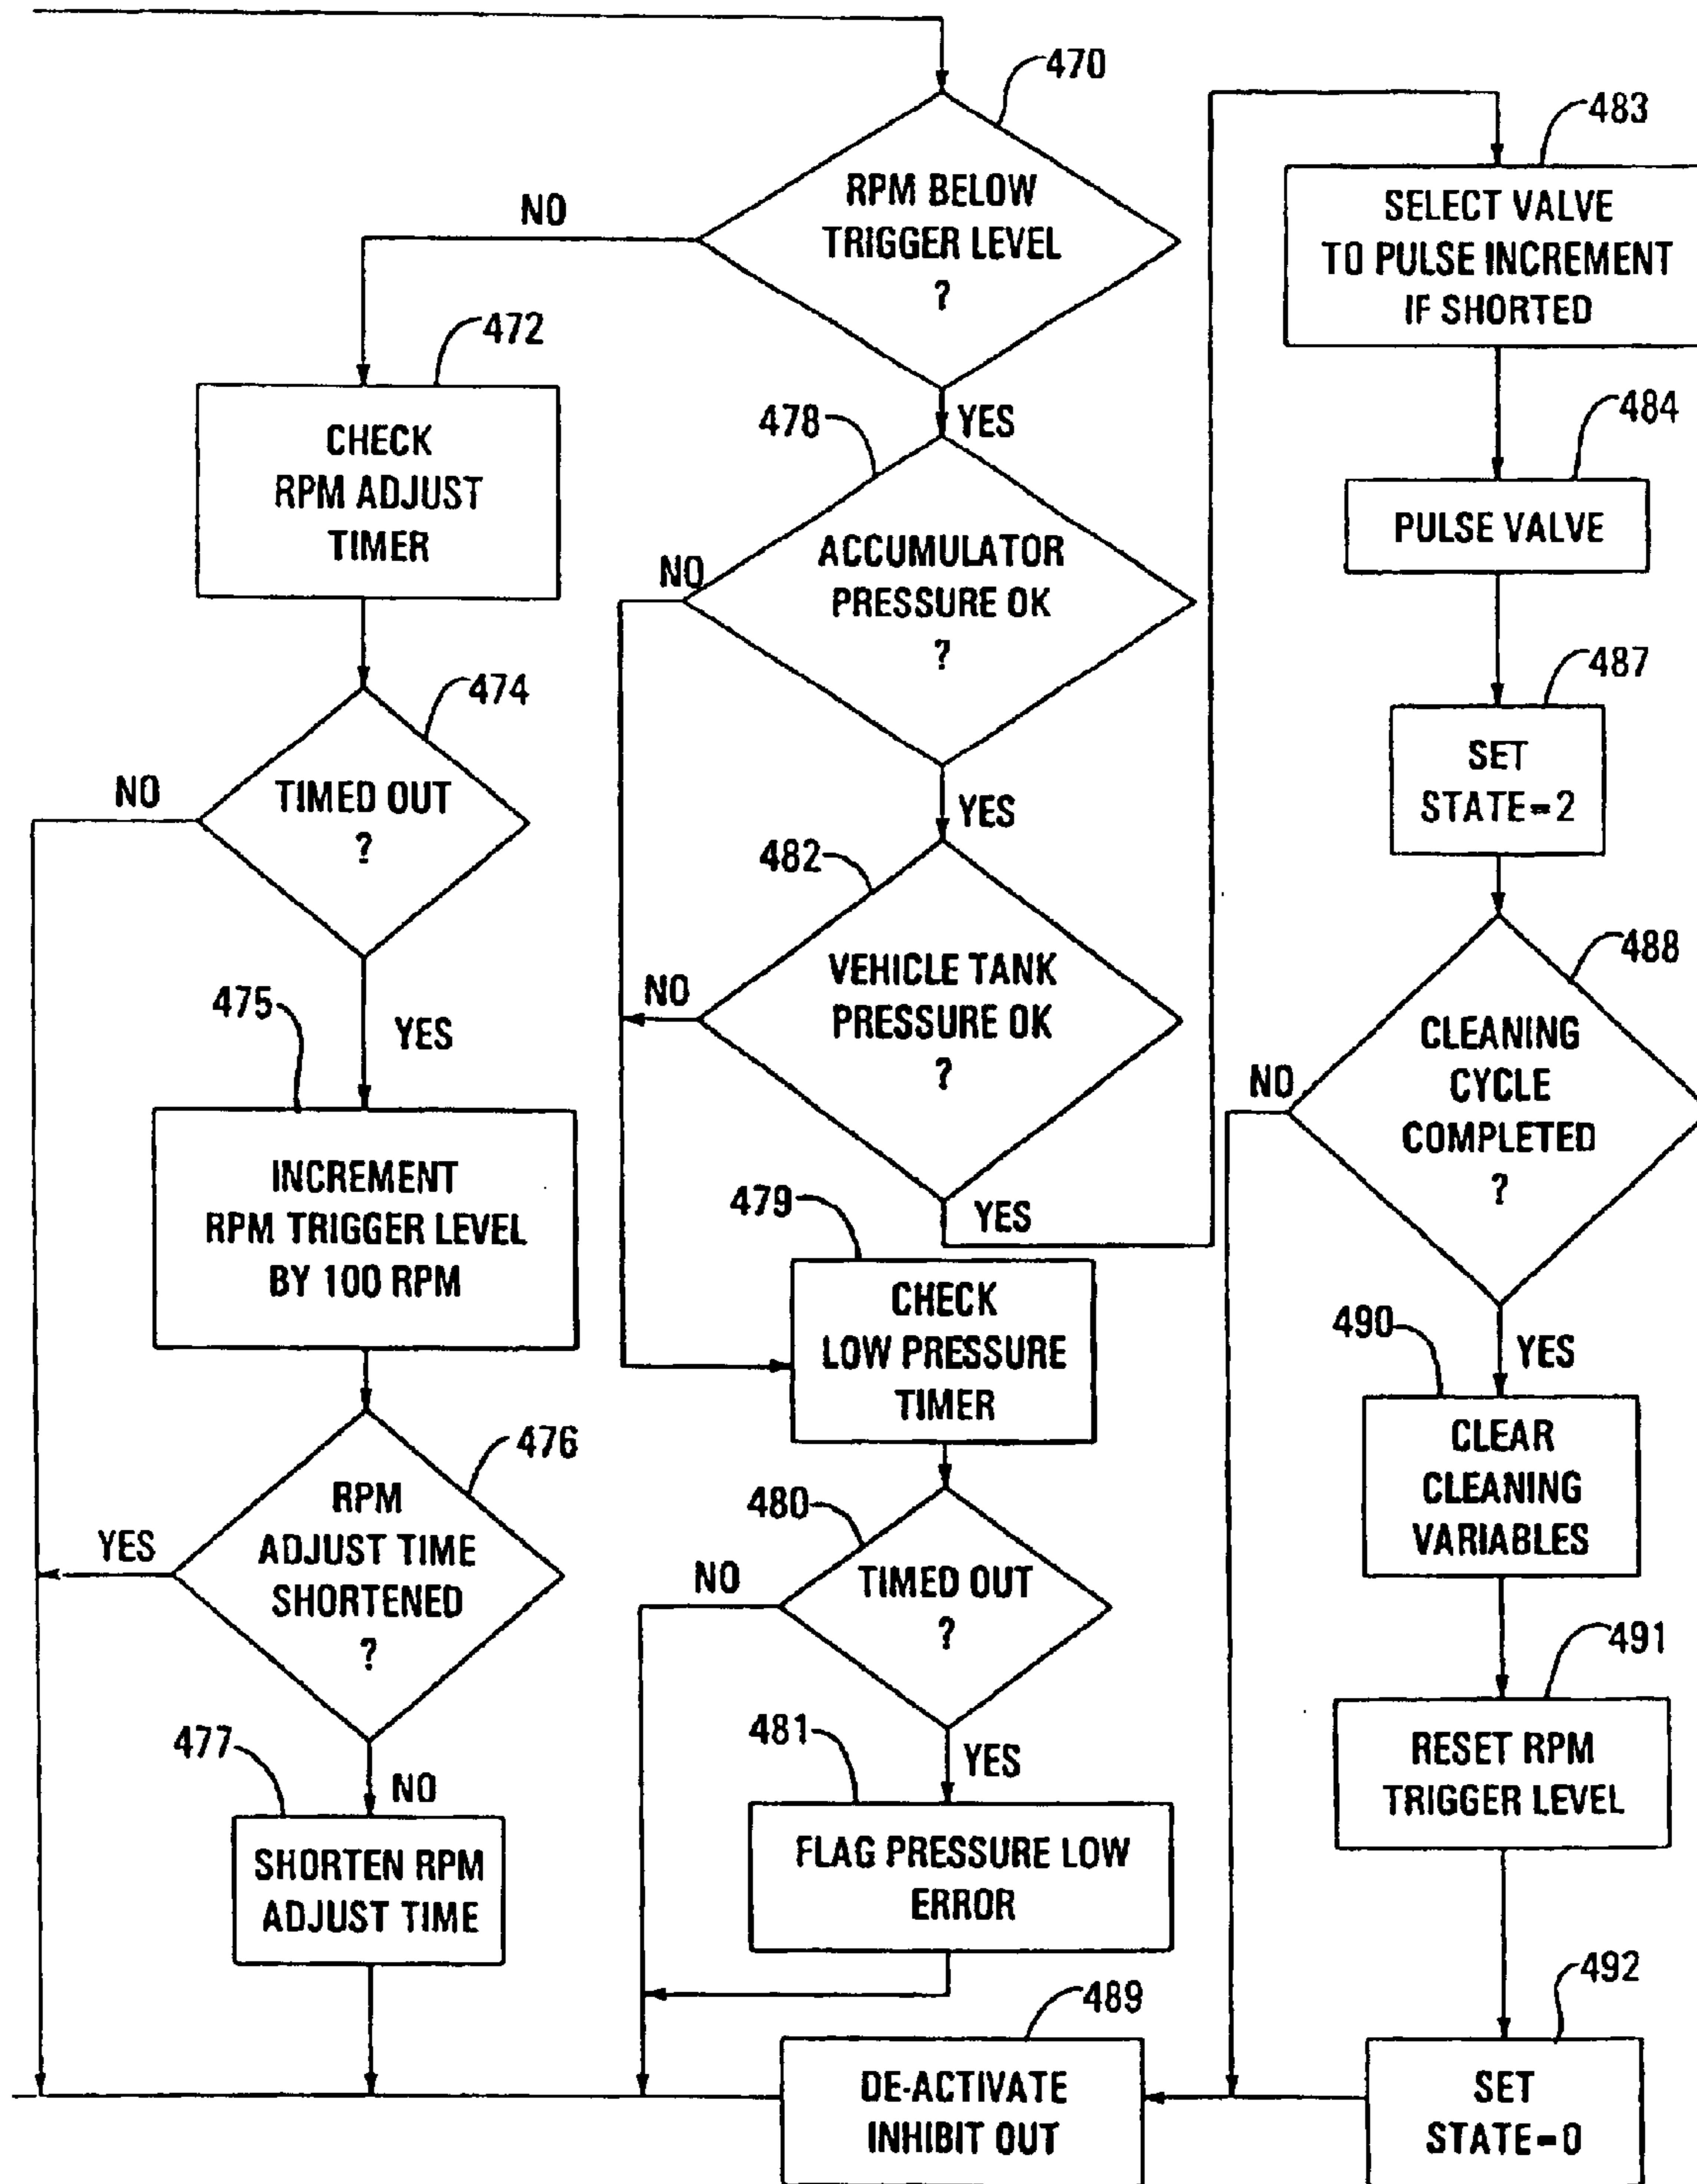 470
RPM BELOW
TRIGGER LEVEL
?
NO
YES
472
CHECK
RPM ADJUST
TIMER
474
TIMED OUT
?
NO
YES
475
INCREMENT
RPM TRIGGER LEVEL
BY 100 RPM
476
RPM
ADJUST TIME
SHORTENED
?
YES
NO
477
SHORTEN RPM
ADJUST TIME
478
ACCUMULATOR
PRESSURE OK
?
NO
YES
482
VEHICLE TANK
PRESSURE OK
?
NO
YES
479
CHECK
LOW PRESSURE
TIMER
480
TIMED OUT
?
NO
YES
481
FLAG PRESSURE LOW
ERROR
489
DE-ACTIVATE
INHIBIT OUT
483
SELECT VALVE
TO PULSE INCREMENT
IF SHORTED
484
PULSE VALVE
487
SET
STATE=2
488
CLEANING
CYCLE
COMPLETED
?
NO
YES
490
CLEAR
CLEANING
VARIABLES
491
RESET RPM
TRIGGER LEVEL
492
SET
STATE=0